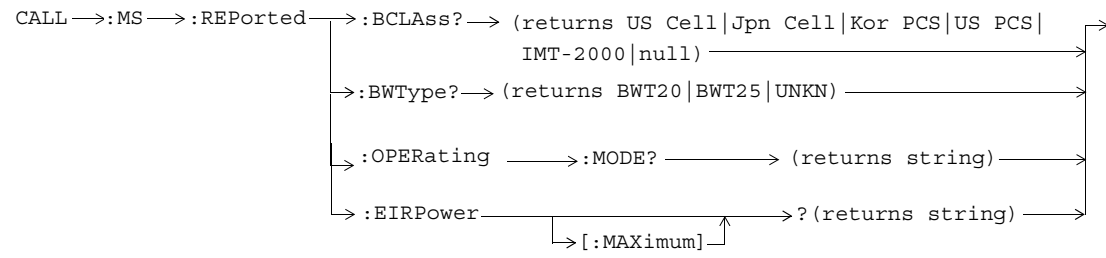 CALL :MS :REPorted :BCLAss? (returns US Cell|Jpn Cell|Kor PCS|US PCS|
IMT-2000|null)
:BWType? (returns BWT20|BWT25|UNKN)
:OPERating :MODE? (returns string)
:EIRPower ?(returns string)
[:MAXimum]